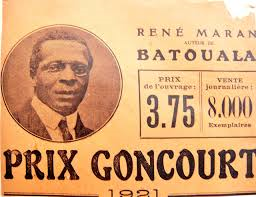 RENÉ MARAN
AUTEUR DE
BATOUALA
PRIX
de l'ouvrage:
3.75
VENTE
journalière:
8.000
Exemplaires
PRIX GONCOURT
1921